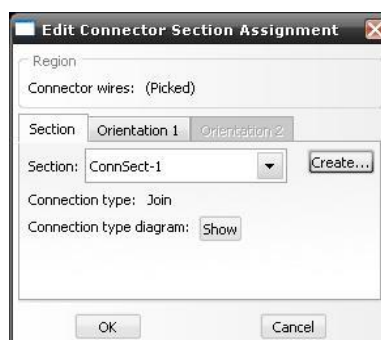 Edit Connector Section Assignment
Region
Connector wires: (Picked)
Section Orientation 1 Orientation 2
Section: ConnSect-1 Create...
Connection type: Join
Connection type diagram: Show
OK Cancel